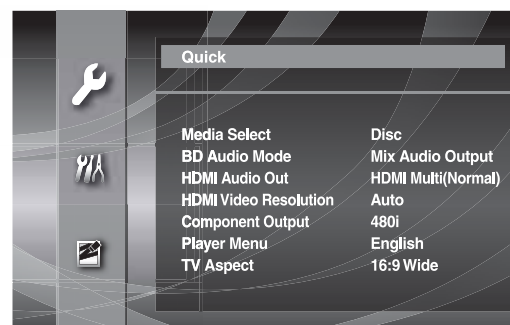 Quick
Media Select Disc
BD Audio Mode Mix Audio Output
HDMI Audio Out HDMI Multi(Normal)
HDMI Video Resolution Auto
Component Output 480i
Player Menu English
TV Aspect 16:9 Wide